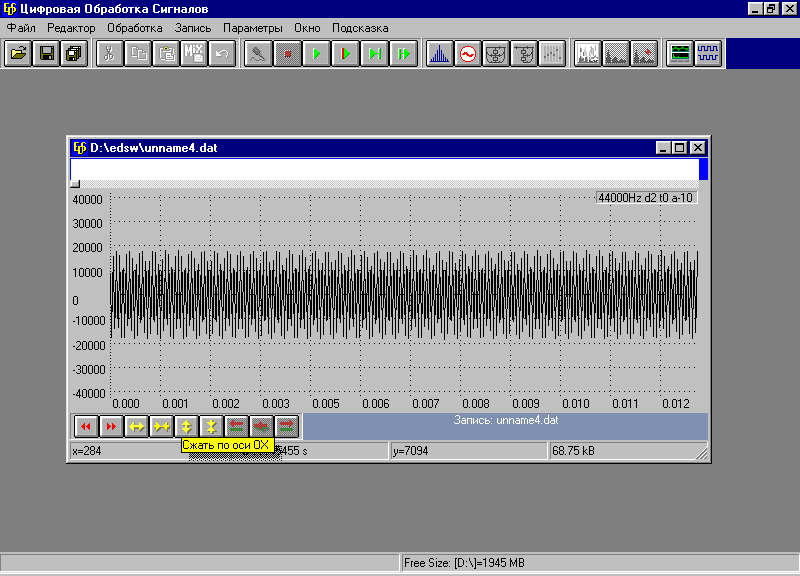 Цифровая Обработка Сигналов
Файл Редактор Обработка Запись Параметры Окно Подсказка
MiX
D:\edsw\unname4.dat
44000Hz d2 t0 a-10
40000
30000
20000
10000
0
-10000
-20000
-30000
-40000
0.000 0.001 0.002 0.003 0.005 0.006 0.007 0.008 0.009 0.010 0.011 0.012
Запись: unname4.dat
Сжать по оси OX
x=284 455 s y=7094 68.75 kB
Free Size: [D:\]=1945 MB